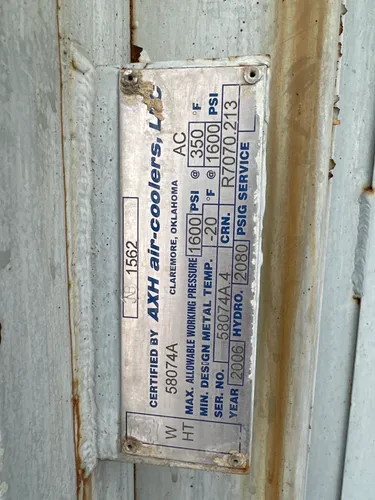 1562
CERTIFIED BY AXH air-coolers, LLC
58074A CLAREMORE, OKLAHOMA AC
W
HT
MAX. ALLOWABLE WORKING PRESSURE 1600 PSI @ 350 °F
MIN. DESIGN METAL TEMP. -20 °F @ 1600 PSI
SER. NO. 58074A 4 CRN. R7070.213
YEAR 2006 HYDRO. 2080 PSIG SERVICE